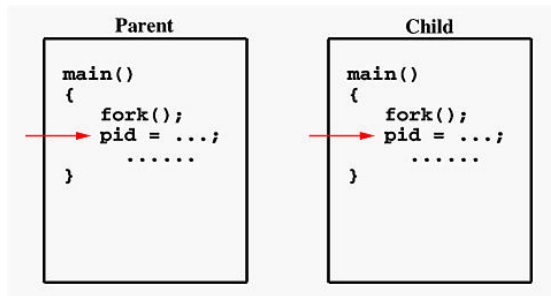 Parent
main()
{
fork();
pid = ...;
......
}
Child
main()
{
fork();
pid = ...;
......
}